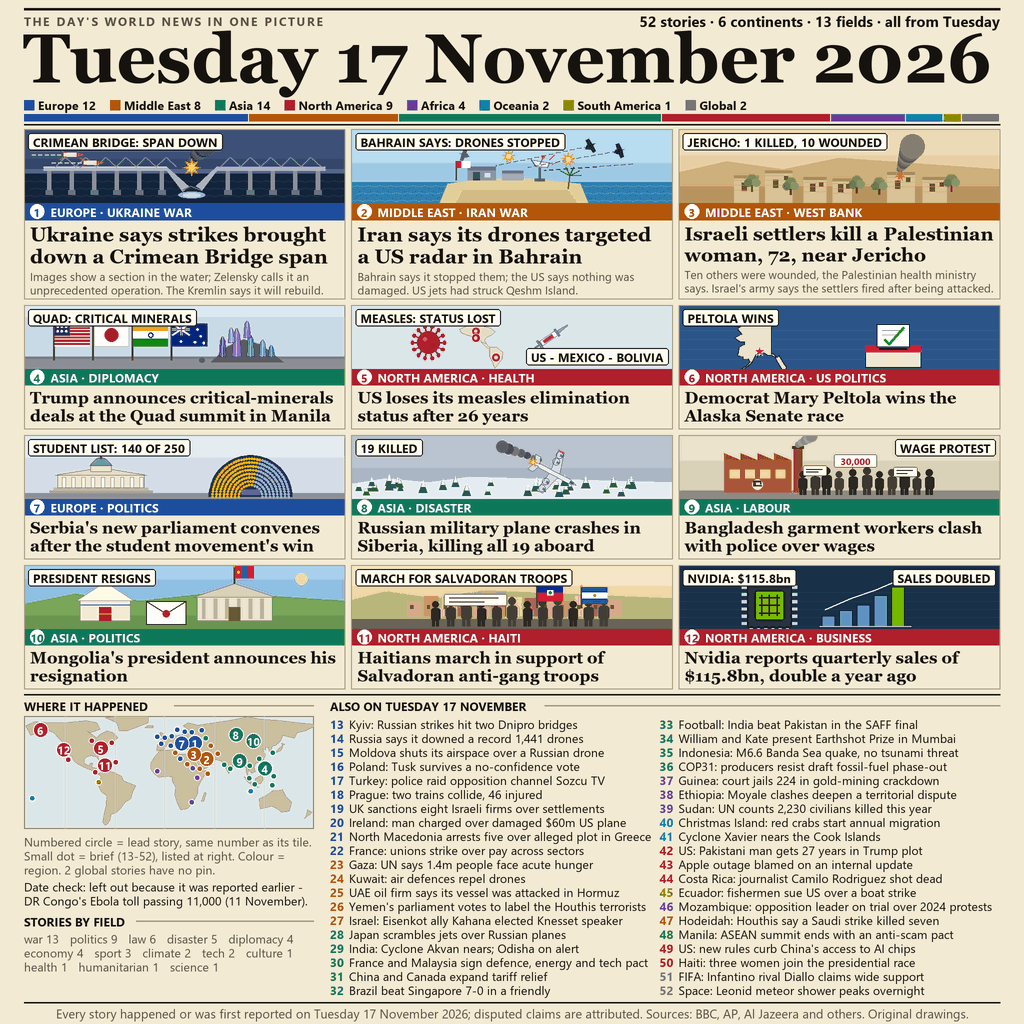 THE DAY'S WORLD NEWS IN ONE PICTURE
52 stories · 6 continents · 13 fields · all from Tuesday
Tuesday 17 November 2026
Europe 12 Middle East 8 Asia 14 North America 9 Africa 4 Oceania 2 South America 1 Global 2
CRIMEAN BRIDGE: SPAN DOWN
1 EUROPE · UKRAINE WAR
Ukraine says strikes brought
down a Crimean Bridge span
Images show a section in the water; Zelensky calls it an
unprecedented operation. The Kremlin says it will rebuild.
BAHRAIN SAYS: DRONES STOPPED
2 MIDDLE EAST · IRAN WAR
Iran says its drones targeted
a US radar in Bahrain
Bahrain says it stopped them; the US says nothing was
damaged. US jets had struck Qeshm Island.
JERICHO: 1 KILLED, 10 WOUNDED
3 MIDDLE EAST · WEST BANK
Israeli settlers kill a Palestinian
woman, 72, near Jericho
Ten others were wounded, the Palestinian health ministry
says. Israel's army says the settlers fired after being attacked.
QUAD: CRITICAL MINERALS
4 ASIA · DIPLOMACY
Trump announces critical-minerals
deals at the Quad summit in Manila
MEASLES: STATUS LOST
US - MEXICO - BOLIVIA
5 NORTH AMERICA · HEALTH
US loses its measles elimination
status after 26 years
PELTOLA WINS
6 NORTH AMERICA · US POLITICS
Democrat Mary Peltola wins the
Alaska Senate race
STUDENT LIST: 140 OF 250
7 EUROPE · POLITICS
Serbia's new parliament convenes
after the student movement's win
19 KILLED
8 ASIA · DISASTER
Russian military plane crashes in
Siberia, killing all 19 aboard
WAGE PROTEST
30,000
9 ASIA · LABOUR
Bangladesh garment workers clash
with police over wages
PRESIDENT RESIGNS
10 ASIA · POLITICS
Mongolia's president announces his
resignation
MARCH FOR SALVADORAN TROOPS
11 NORTH AMERICA · HAITI
Haitians march in support of
Salvadoran anti-gang troops
NVIDIA: $115.8bn
SALES DOUBLED
12 NORTH AMERICA · BUSINESS
Nvidia reports quarterly sales of
$115.8bn, double a year ago
WHERE IT HAPPENED
6
12
5
11
7
1
3
2
8
10
9
4
Numbered circle = lead story, same number as its tile.
Small dot = brief (13-52), listed at right. Colour =
region. 2 global stories have no pin.
Date check: left out because it was reported earlier -
DR Congo's Ebola toll passing 11,000 (11 November).
STORIES BY FIELD
war 13 politics 9 law 6 disaster 5 diplomacy 4
economy 4 sport 3 climate 2 tech 2 culture 1
health 1 humanitarian 1 science 1
ALSO ON TUESDAY 17 NOVEMBER
13 Kyiv: Russian strikes hit two Dnipro bridges
14 Russia says it downed a record 1,441 drones
15 Moldova shuts its airspace over a Russian drone
16 Poland: Tusk survives a no-confidence vote
17 Turkey: police raid opposition channel Sozcu TV
18 Prague: two trains collide, 46 injured
19 UK sanctions eight Israeli firms over settlements
20 Ireland: man charged over damaged $60m US plane
21 North Macedonia arrests five over alleged plot in Greece
22 France: unions strike over pay across sectors
23 Gaza: UN says 1.4m people face acute hunger
24 Kuwait: air defences repel drones
25 UAE oil firm says its vessel was attacked in Hormuz
26 Yemen's parliament votes to label the Houthis terrorists
27 Israel: Eisenkot ally Kahana elected Knesset speaker
28 Japan scrambles jets over Russian planes
29 India: Cyclone Akvan nears; Odisha on alert
30 France and Malaysia sign defence, energy and tech pact
31 China and Canada expand tariff relief
32 Brazil beat Singapore 7-0 in a friendly
33 Football: India beat Pakistan in the SAFF final
34 William and Kate present Earthshot Prize in Mumbai
35 Indonesia: M6.6 Banda Sea quake, no tsunami threat
36 COP31: producers resist draft fossil-fuel phase-out
37 Guinea: court jails 224 in gold-mining crackdown
38 Ethiopia: Moyale clashes deepen a territorial dispute
39 Sudan: UN counts 2,230 civilians killed this year
40 Christmas Island: red crabs start annual migration
41 Cyclone Xavier nears the Cook Islands
42 US: Pakistani man gets 27 years in Trump plot
43 Apple outage blamed on an internal update
44 Costa Rica: journalist Camilo Rodriguez shot dead
45 Ecuador: fishermen sue US over a boat strike
46 Mozambique: opposition leader on trial over 2024 protests
47 Hodeidah: Houthis say a Saudi strike killed seven
48 Manila: ASEAN summit ends with an anti-scam pact
49 US: new rules curb China's access to AI chips
50 Haiti: three women join the presidential race
51 FIFA: Infantino rival Diallo claims wide support
52 Space: Leonid meteor shower peaks overnight
Every story happened or was first reported on Tuesday 17 November 2026; disputed claims are attributed. Sources: BBC, AP, Al Jazeera and others. Original drawings.